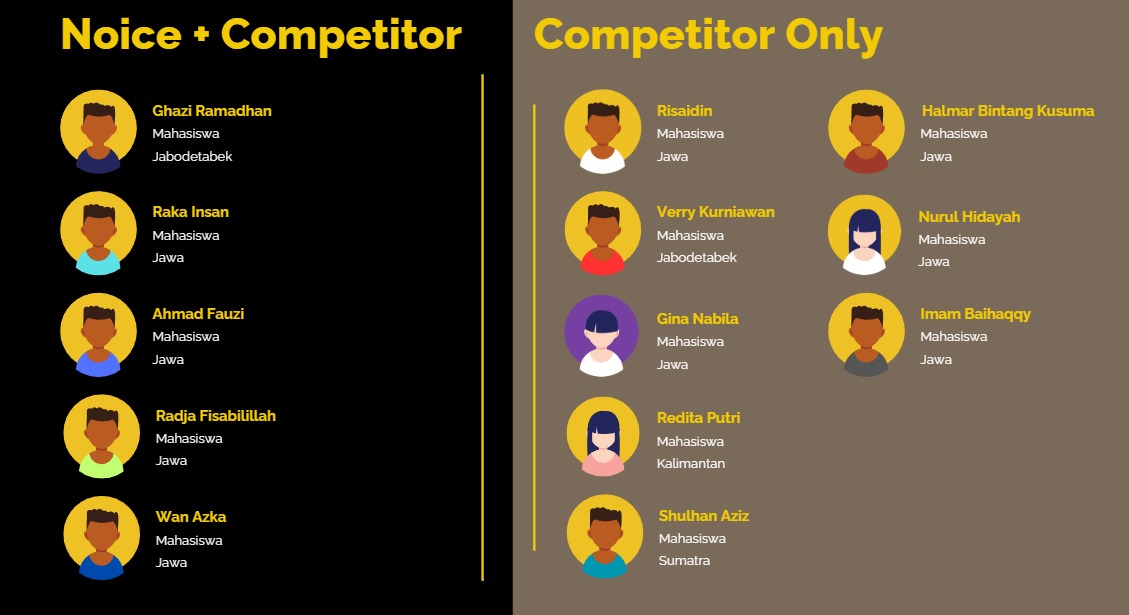 Noice + Competitor
Ghazi Ramadhan
Mahasiswa
Jabodetabek
Raka Insan
Mahasiswa
Jawa
Ahmad Fauzi
Mahasiswa
Jawa
Radja Fisabilillah
Mahasiswa
Jawa
Wan Azka
Mahasiswa
Jawa
Competitor Only
Risaidin
Mahasiswa
Jawa
Verry Kurniawan
Mahasiswa
Jabodetabek
Gina Nabila
Mahasiswa
Jawa
Redita Putri
Mahasiswa
Kalimantan
Shulhan Aziz
Mahasiswa
Sumatra
Halmar Bintang Kusuma
Mahasiswa
Jawa
Nurul Hidayah
Mahasiswa
Jawa
Imam Baihaqqy
Mahasiswa
Jawa